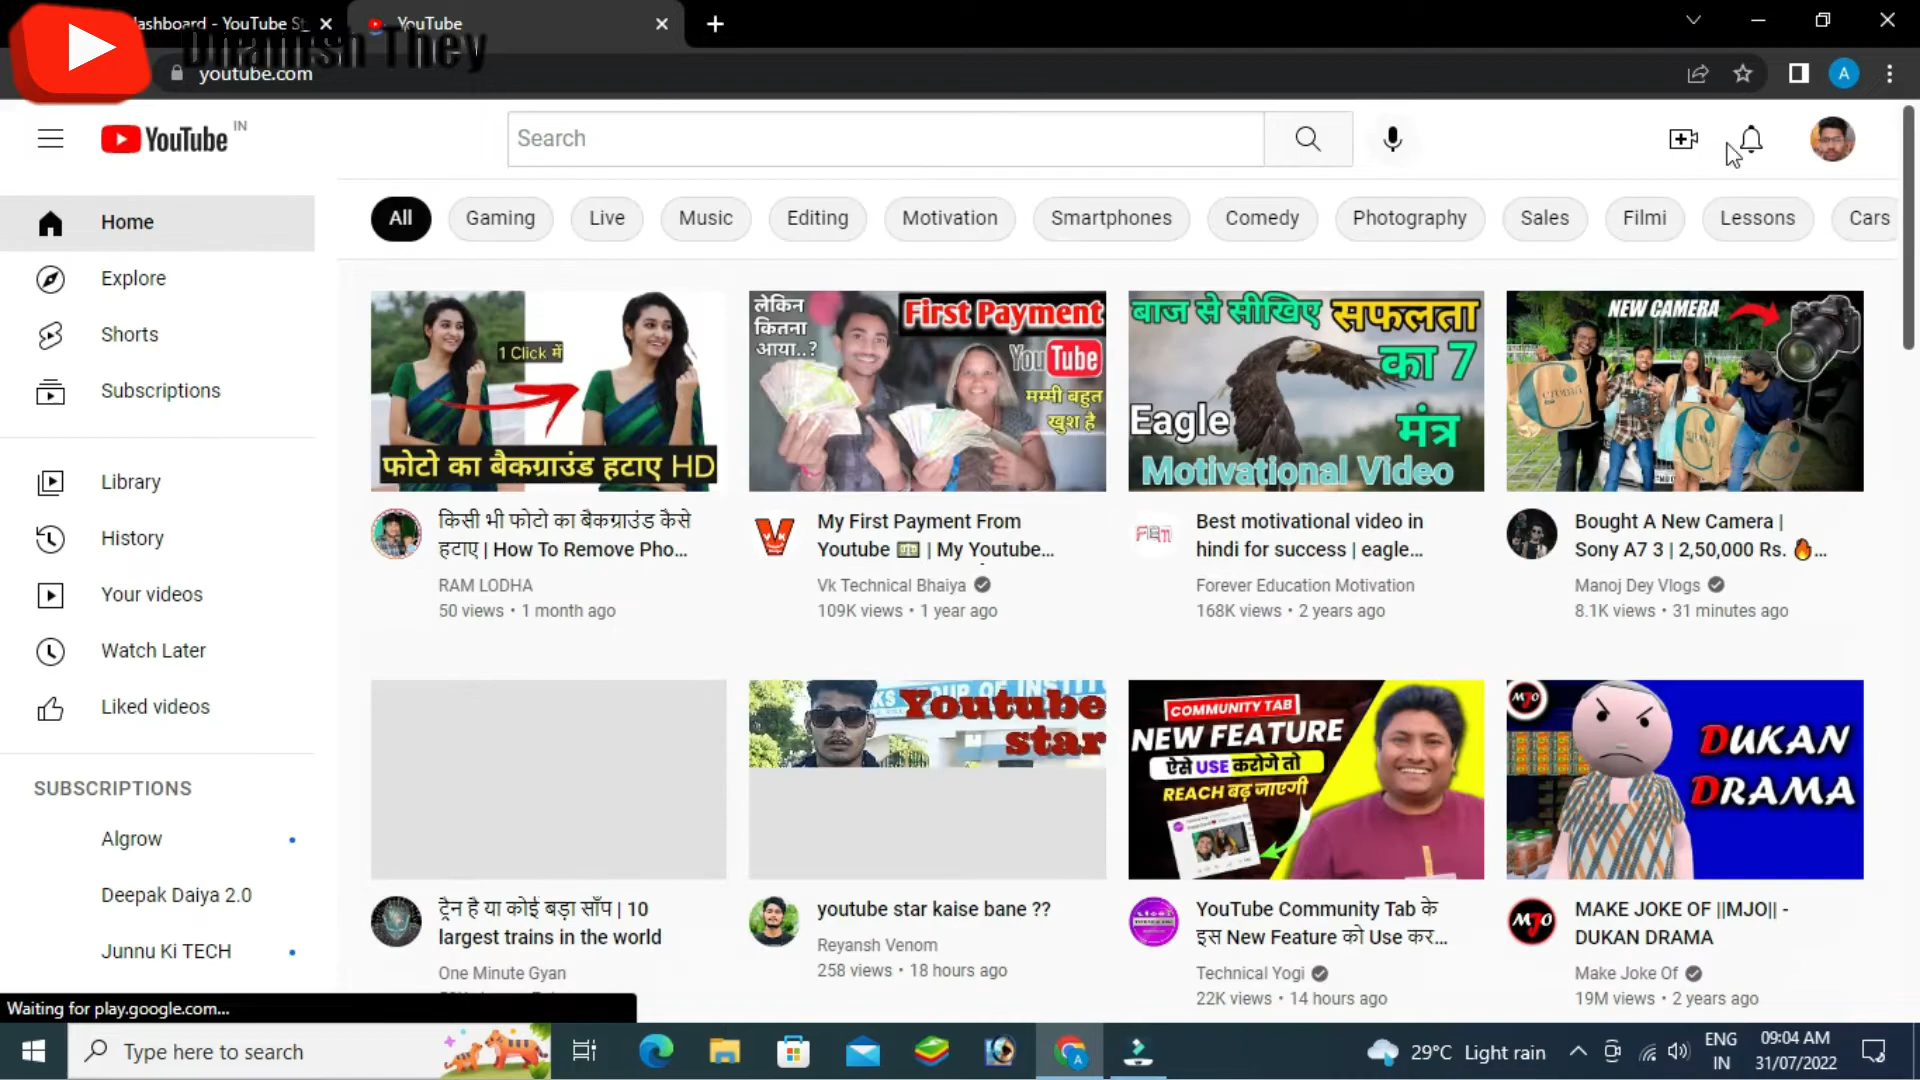 Dashboard - YouTube St
YouTube
Dhamish They
youtube.com
YouTube IN
Search
Home
Explore
Shorts
Subscriptions
Library
History
Your videos
Watch Later
Liked videos
SUBSCRIPTIONS
Algrow
Deepak Daiya 2.0
Junnu Ki TECH
All Gaming Live Music Editing Motivation Smartphones Comedy Photography Sales Filmi Lessons Cars
1 Click में
फोटो का बैकग्राउंड हटाए HD
किसी भी फोटो का बैकग्राउंड कैसे
हटाए | How To Remove Pho...
RAM LODHA
50 views • 1 month ago
लेकिन
कितना
आया..?
First Payment
YouTube
मम्मी बहुत
खुश है
My First Payment From
Youtube 💵 | My Youtube...
Vk Technical Bhaiya
109K views • 1 year ago
बाज से सीखिए सफलता
का 7
Eagle
मंत्र
Motivational Video
Best motivational video in
hindi for success | eagle...
Forever Education Motivation
168K views • 2 years ago
NEW CAMERA
Bought A New Camera |
Sony A7 3 | 2,50,000 Rs. 🔥...
Manoj Dey Vlogs
8.1K views • 31 minutes ago
ट्रैन है या कोई बड़ा साँप | 10
largest trains in the world
One Minute Gyan
Youtube
star
youtube star kaise bane ??
Reyansh Venom
258 views • 18 hours ago
COMMUNITY TAB
NEW FEATURE
ऐसे USE करोगे तो
REACH बढ़ जाएगी
YouTube Community Tab के
इस New Feature को Use कर...
Technical Yogi
22K views • 14 hours ago
MJO
DUKAN
DRAMA
MJO
MAKE JOKE OF ||MJO|| -
DUKAN DRAMA
Make Joke Of
19M views • 2 years ago
Waiting for play.google.com...
Type here to search
29°C Light rain
ENG
IN
09:04 AM
31/07/2022